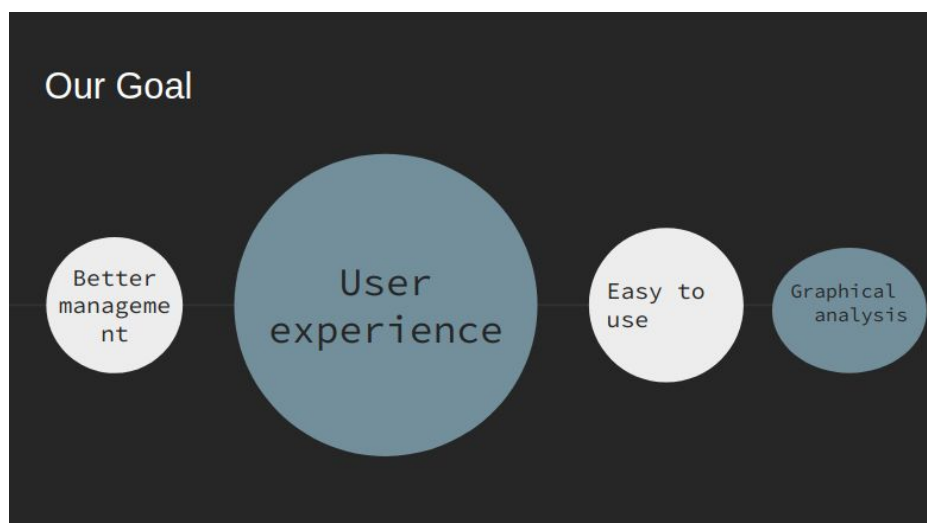 Our Goal
Better
manageme
nt
User
experience
Easy to
use
Graphical
analysis